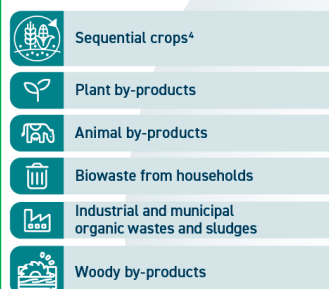 Sequential crops⁴
Plant by-products
Animal by-products
Biowaste from households
Industrial and municipal
organic wastes and sludges
Woody by-products